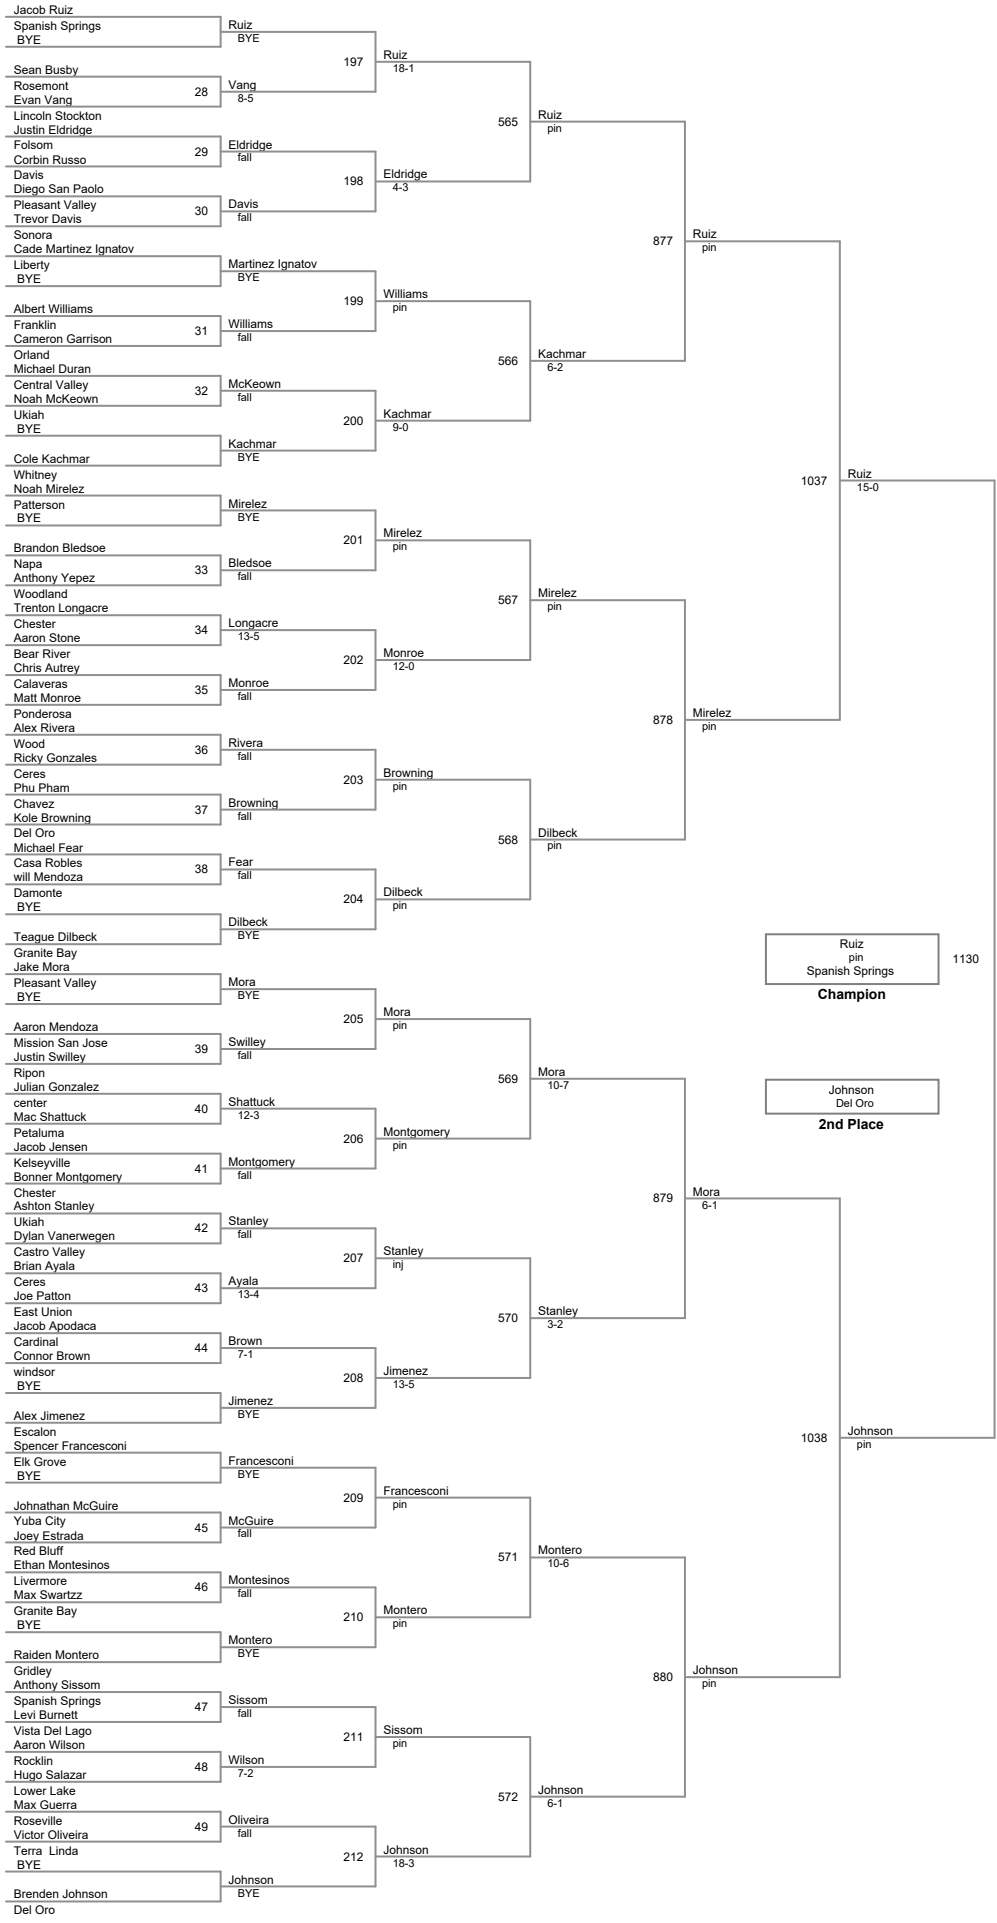 Jacob Ruiz
Spanish Springs
BYE
Sean Busby
Rosemont
Evan Vang
Lincoln Stockton
Justin Eldridge
Folsom
Corbin Russo
Davis
Diego San Paolo
Pleasant Valley
Trevor Davis
Sonora
Cade Martinez Ignatov
Liberty
BYE
Albert Williams
Franklin
Cameron Garrison
Orland
Michael Duran
Central Valley
Noah McKeown
Ukiah
BYE
Cole Kachmar
Whitney
Noah Mirelez
Patterson
BYE
Brandon Bledsoe
Napa
Anthony Yepez
Woodland
Trenton Longacre
Chester
Aaron Stone
Bear River
Chris Autrey
Calaveras
Matt Monroe
Ponderosa
Alex Rivera
Wood
Ricky Gonzales
Ceres
Phu Pham
Chavez
Kole Browning
Del Oro
Michael Fear
Casa Robles
will Mendoza
Damonte
BYE
Teague Dilbeck
Granite Bay
Jake Mora
Pleasant Valley
BYE
Aaron Mendoza
Mission San Jose
Justin Swilley
Ripon
Julian Gonzalez
center
Mac Shattuck
Petaluma
Jacob Jensen
Kelseyville
Bonner Montgomery
Chester
Ashton Stanley
Ukiah
Dylan Vanerwegen
Castro Valley
Brian Ayala
Ceres
Joe Patton
East Union
Jacob Apodaca
Cardinal
Connor Brown
windsor
BYE
Alex Jimenez
Escalon
Spencer Francesconi
Elk Grove
BYE
Johnathan McGuire
Yuba City
Joey Estrada
Red Bluff
Ethan Montesinos
Livermore
Max Swartzz
Granite Bay
BYE
Raiden Montero
Gridley
Anthony Sissom
Spanish Springs
Levi Burnett
Vista Del Lago
Aaron Wilson
Rocklin
Hugo Salazar
Lower Lake
Max Guerra
Roseville
Victor Oliveira
Terra Linda
BYE
Brenden Johnson
Del Oro
28
29
30
31
32
33
34
35
36
37
38
39
40
41
42
43
44
45
46
47
48
49
Ruiz
BYE
Vang
8-5
Eldridge
fall
Davis
fall
Martinez Ignatov
BYE
Williams
fall
McKeown
fall
Kachmar
BYE
Mirelez
BYE
Bledsoe
fall
Longacre
13-5
Monroe
fall
Rivera
fall
Browning
fall
Fear
fall
Dilbeck
BYE
Mora
BYE
Swilley
fall
Shattuck
12-3
Montgomery
fall
Stanley
fall
Ayala
13-4
Brown
7-1
Jimenez
BYE
Francesconi
BYE
McGuire
fall
Montesinos
fall
Montero
BYE
Sissom
fall
Wilson
7-2
Oliveira
fall
Johnson
BYE
197
198
199
200
201
202
203
204
205
206
207
208
209
210
211
212
Ruiz
18-1
Eldridge
4-3
Williams
pin
Kachmar
9-0
Mirelez
pin
Monroe
12-0
Browning
pin
Dilbeck
pin
Mora
pin
Montgomery
pin
Stanley
inj
Jimenez
13-5
Francesconi
pin
Montero
pin
Sissom
pin
Johnson
18-3
565
566
567
568
569
570
571
572
Ruiz
pin
Kachmar
6-2
Mirelez
pin
Dilbeck
pin
Mora
10-7
Stanley
3-2
Montero
10-6
Johnson
6-1
877
878
879
880
Ruiz
pin
Mirelez
pin
Mora
6-1
Johnson
pin
1037
1038
Ruiz
15-0
Johnson
pin
1130
Ruiz
pin
Spanish Springs
Champion
Johnson
Del Oro
2nd Place